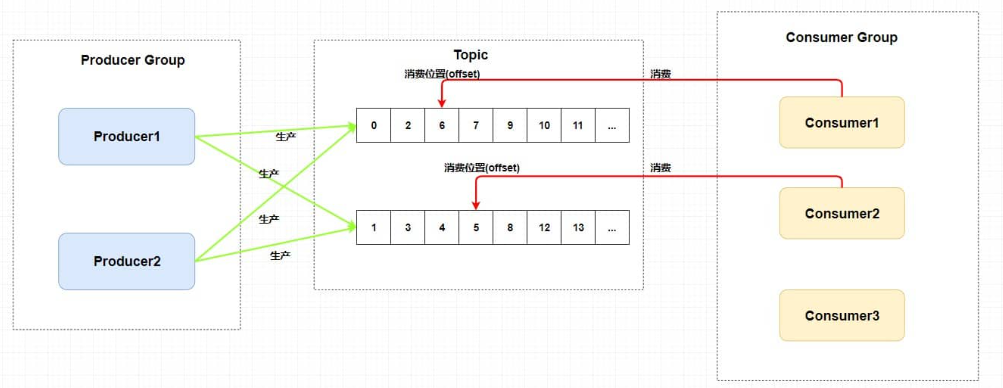 Producer Group
Producer1
Producer2
生产
生产
生产
生产
Topic
消费位置(offset)
消费
0 2 6 7 9 10 11 ...
消费位置(offset)
消费
1 3 4 5 8 12 13 ...
Consumer Group
Consumer1
Consumer2
Consumer3